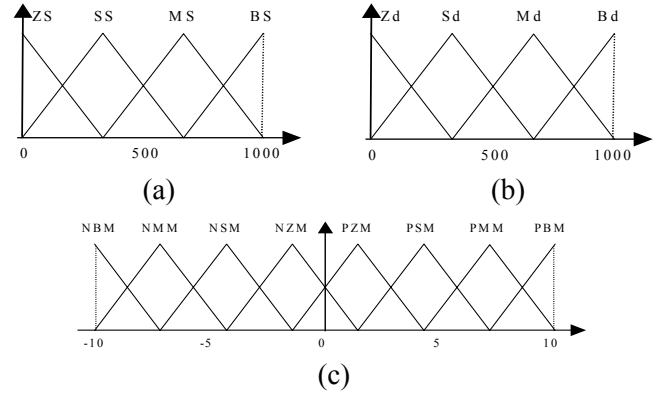 ZS SS MS BS
0 500 1000
(a)
Zd Sd Md Bd
0 500 1000
(b)
NBM NMM NSM NZM PZM PSM PMM PBM
-10 -5 0 5 10
(c)